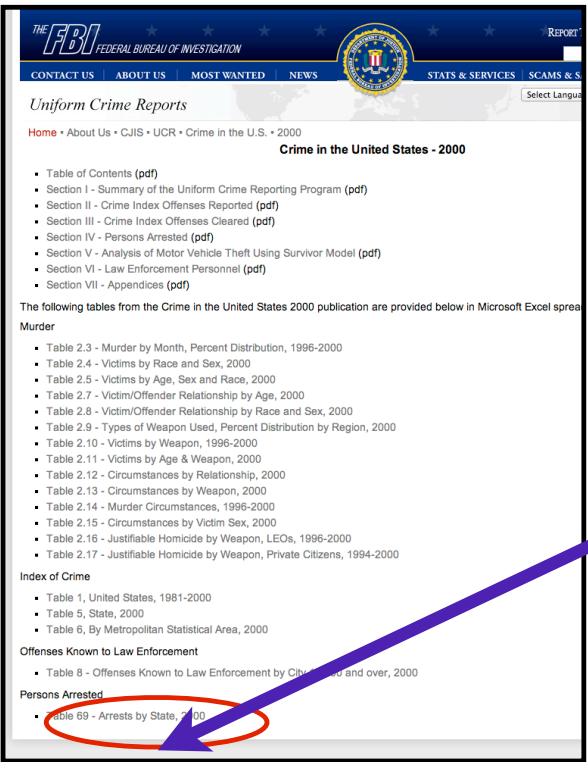 THE FBI FEDERAL BUREAU OF INVESTIGATION
REPORT
CONTACT US | ABOUT US | MOST WANTED | NEWS STATS & SERVICES | SCAMS &
Select
Uniform Crime Reports
Home • About Us • CJIS • UCR • Crime in the U.S. • 2000
Crime in the United States - 2000
▪ Table of Contents (pdf)
▪ Section I - Summary of the Uniform Crime Reporting Program (pdf)
▪ Section II - Crime Index Offenses Reported (pdf)
▪ Section III - Crime Index Offenses Cleared (pdf)
▪ Section IV - Persons Arrested (pdf)
▪ Section V - Analysis of Motor Vehicle Theft Using Survivor Model (pdf)
▪ Section VI - Law Enforcement Personnel (pdf)
▪ Section VII - Appendices (pdf)
The following tables from the Crime in the United States 2000 publication are provided below in Microsoft Excel
Murder
▪ Table 2.3 - Murder by Month, Percent Distribution, 1996-2000
▪ Table 2.4 - Victims by Race and Sex, 2000
▪ Table 2.5 - Victims by Age, Sex and Race, 2000
▪ Table 2.7 - Victim/Offender Relationship by Age, 2000
▪ Table 2.8 - Victim/Offender Relationship by Race and Sex, 2000
▪ Table 2.9 - Types of Weapon Used, Percent Distribution by Region, 2000
▪ Table 2.10 - Victims by Weapon, 1996-2000
▪ Table 2.11 - Victims by Age & Weapon, 2000
▪ Table 2.12 - Circumstances by Relationship, 2000
▪ Table 2.13 - Circumstances by Weapon, 2000
▪ Table 2.14 - Murder Circumstances, 1996-2000
▪ Table 2.15 - Circumstances by Victim Sex, 2000
▪ Table 2.16 - Justifiable Homicide by Weapon, LEOs, 1996-2000
▪ Table 2.17 - Justifiable Homicide by Weapon, Private Citizens, 1994-2000
Index of Crime
▪ Table 1, United States, 1981-2000
▪ Table 5, State, 2000
▪ Table 6, By Metropolitan Statistical Area, 2000
Offenses Known to Law Enforcement
▪ Table 8 - Offenses Known to Law Enforcement by City and over, 2000
Persons Arrested
▪ Table 69 - Arrests by State, 2000